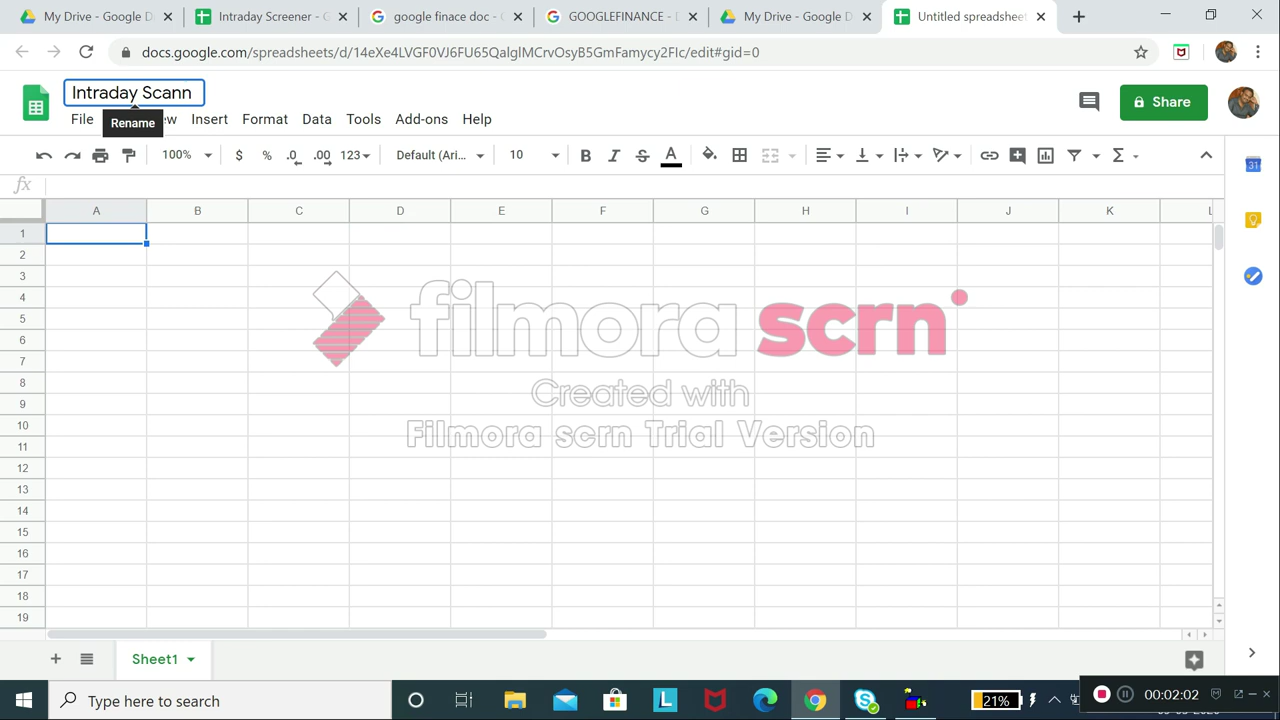 My Drive - Google D
Intraday Screener - G
google finace doc - G
GOOGLEFINANCE - D
My Drive - Google D
Untitled spreadsheet
docs.google.com/spreadsheets/d/14eXe4LVGF0VJ6FU65QalglMCrvOsyB5GmFamycy2FIc/edit#gid=0
Intraday Scann
Share
File
ew
Insert
Format
Data
Tools
Add-ons
Help
Rename
100%
$
%
.0
.00
123
Default (Ari...
10
B
I
S
A
Σ
31
fx
A B C D E F G H I J K L
1
2
3
4
5
6
7
8
9
10
11
12
13
14
15
16
17
18
19
filmora scrn
Created with
Filmora scrn Trial Version
Sheet1
Type here to search
21%
00:02:02